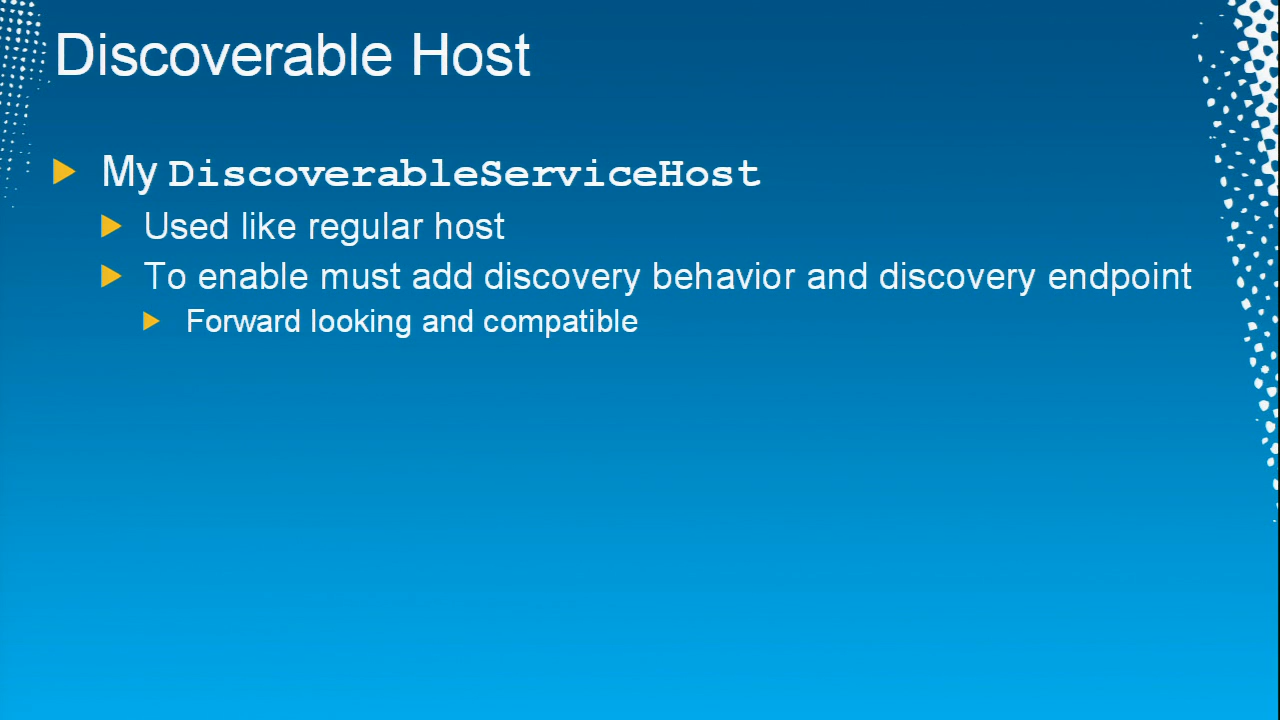 Discoverable Host
My DiscoverableServiceHost
Used like regular host
To enable must add discovery behavior and discovery endpoint
Forward looking and compatible